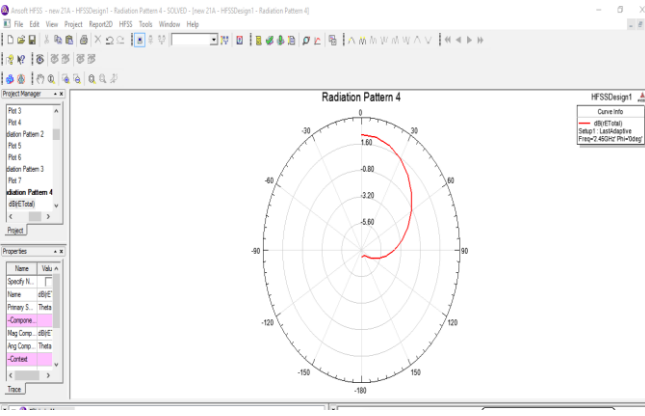 Ansoft HFSS - new 21A - HFSSDesign1 - Radiation Pattern 4 - SOLVED - [new 21A - HFSSDesign1 - Radiation Pattern 4]
File Edit View Project Report2D HFSS Tools Window Help
Project Manager
Plot 3
Plot 4
diation Pattern 2
Plot 5
Plot 6
diation Pattern 3
Plot 7
diation Pattern 4
dB(rETotal)
Project
Properties
Name Valu
Specify N...
Name dB(rE
Primary S... Theta
-Compone...
Mag Comp... dB(rE
Ang Comp... Theta
-Context
Trace
Radiation Pattern 4
HFSSDesign1
Curve Info
dB(rETotal)
Setup1 : LastAdaptive
Freq='2.45GHz' Phi='0deg'
0
-30 30
1.60
-60 -0.80 60
-3.20
-5.60
-90 90
-120 120
-150 150
-180